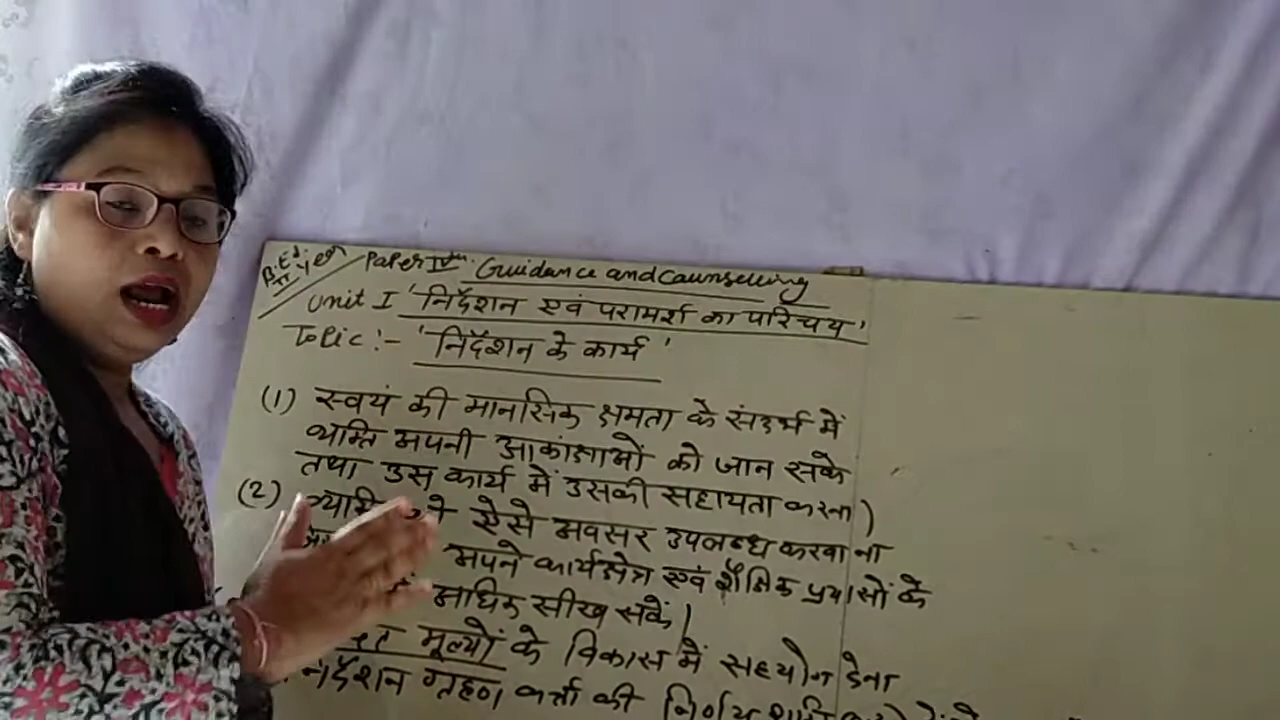 B.Ed. II Year
Paper IVth. Guidance and Counselling
Unit I 'निर्देशन एवं परामर्श का परिचय'
Topic:- 'निर्देशन के कार्य'
(1) स्वयं की मानसिक क्षमता के संदर्भ में
व्यक्ति अपनी आकांक्षाओं को जान सके
तथा उस कार्य में उसकी सहायता करना)
(2) ऐसे अवसर उपलब्ध करवाना
अपने कार्यक्षेत्र एवं शैक्षिक प्रयासों के
अधिक सीख सकें।
मूल्यों के विकास में सहयोग देना
निर्देशन ग्रहण कर्ता की निर्णय